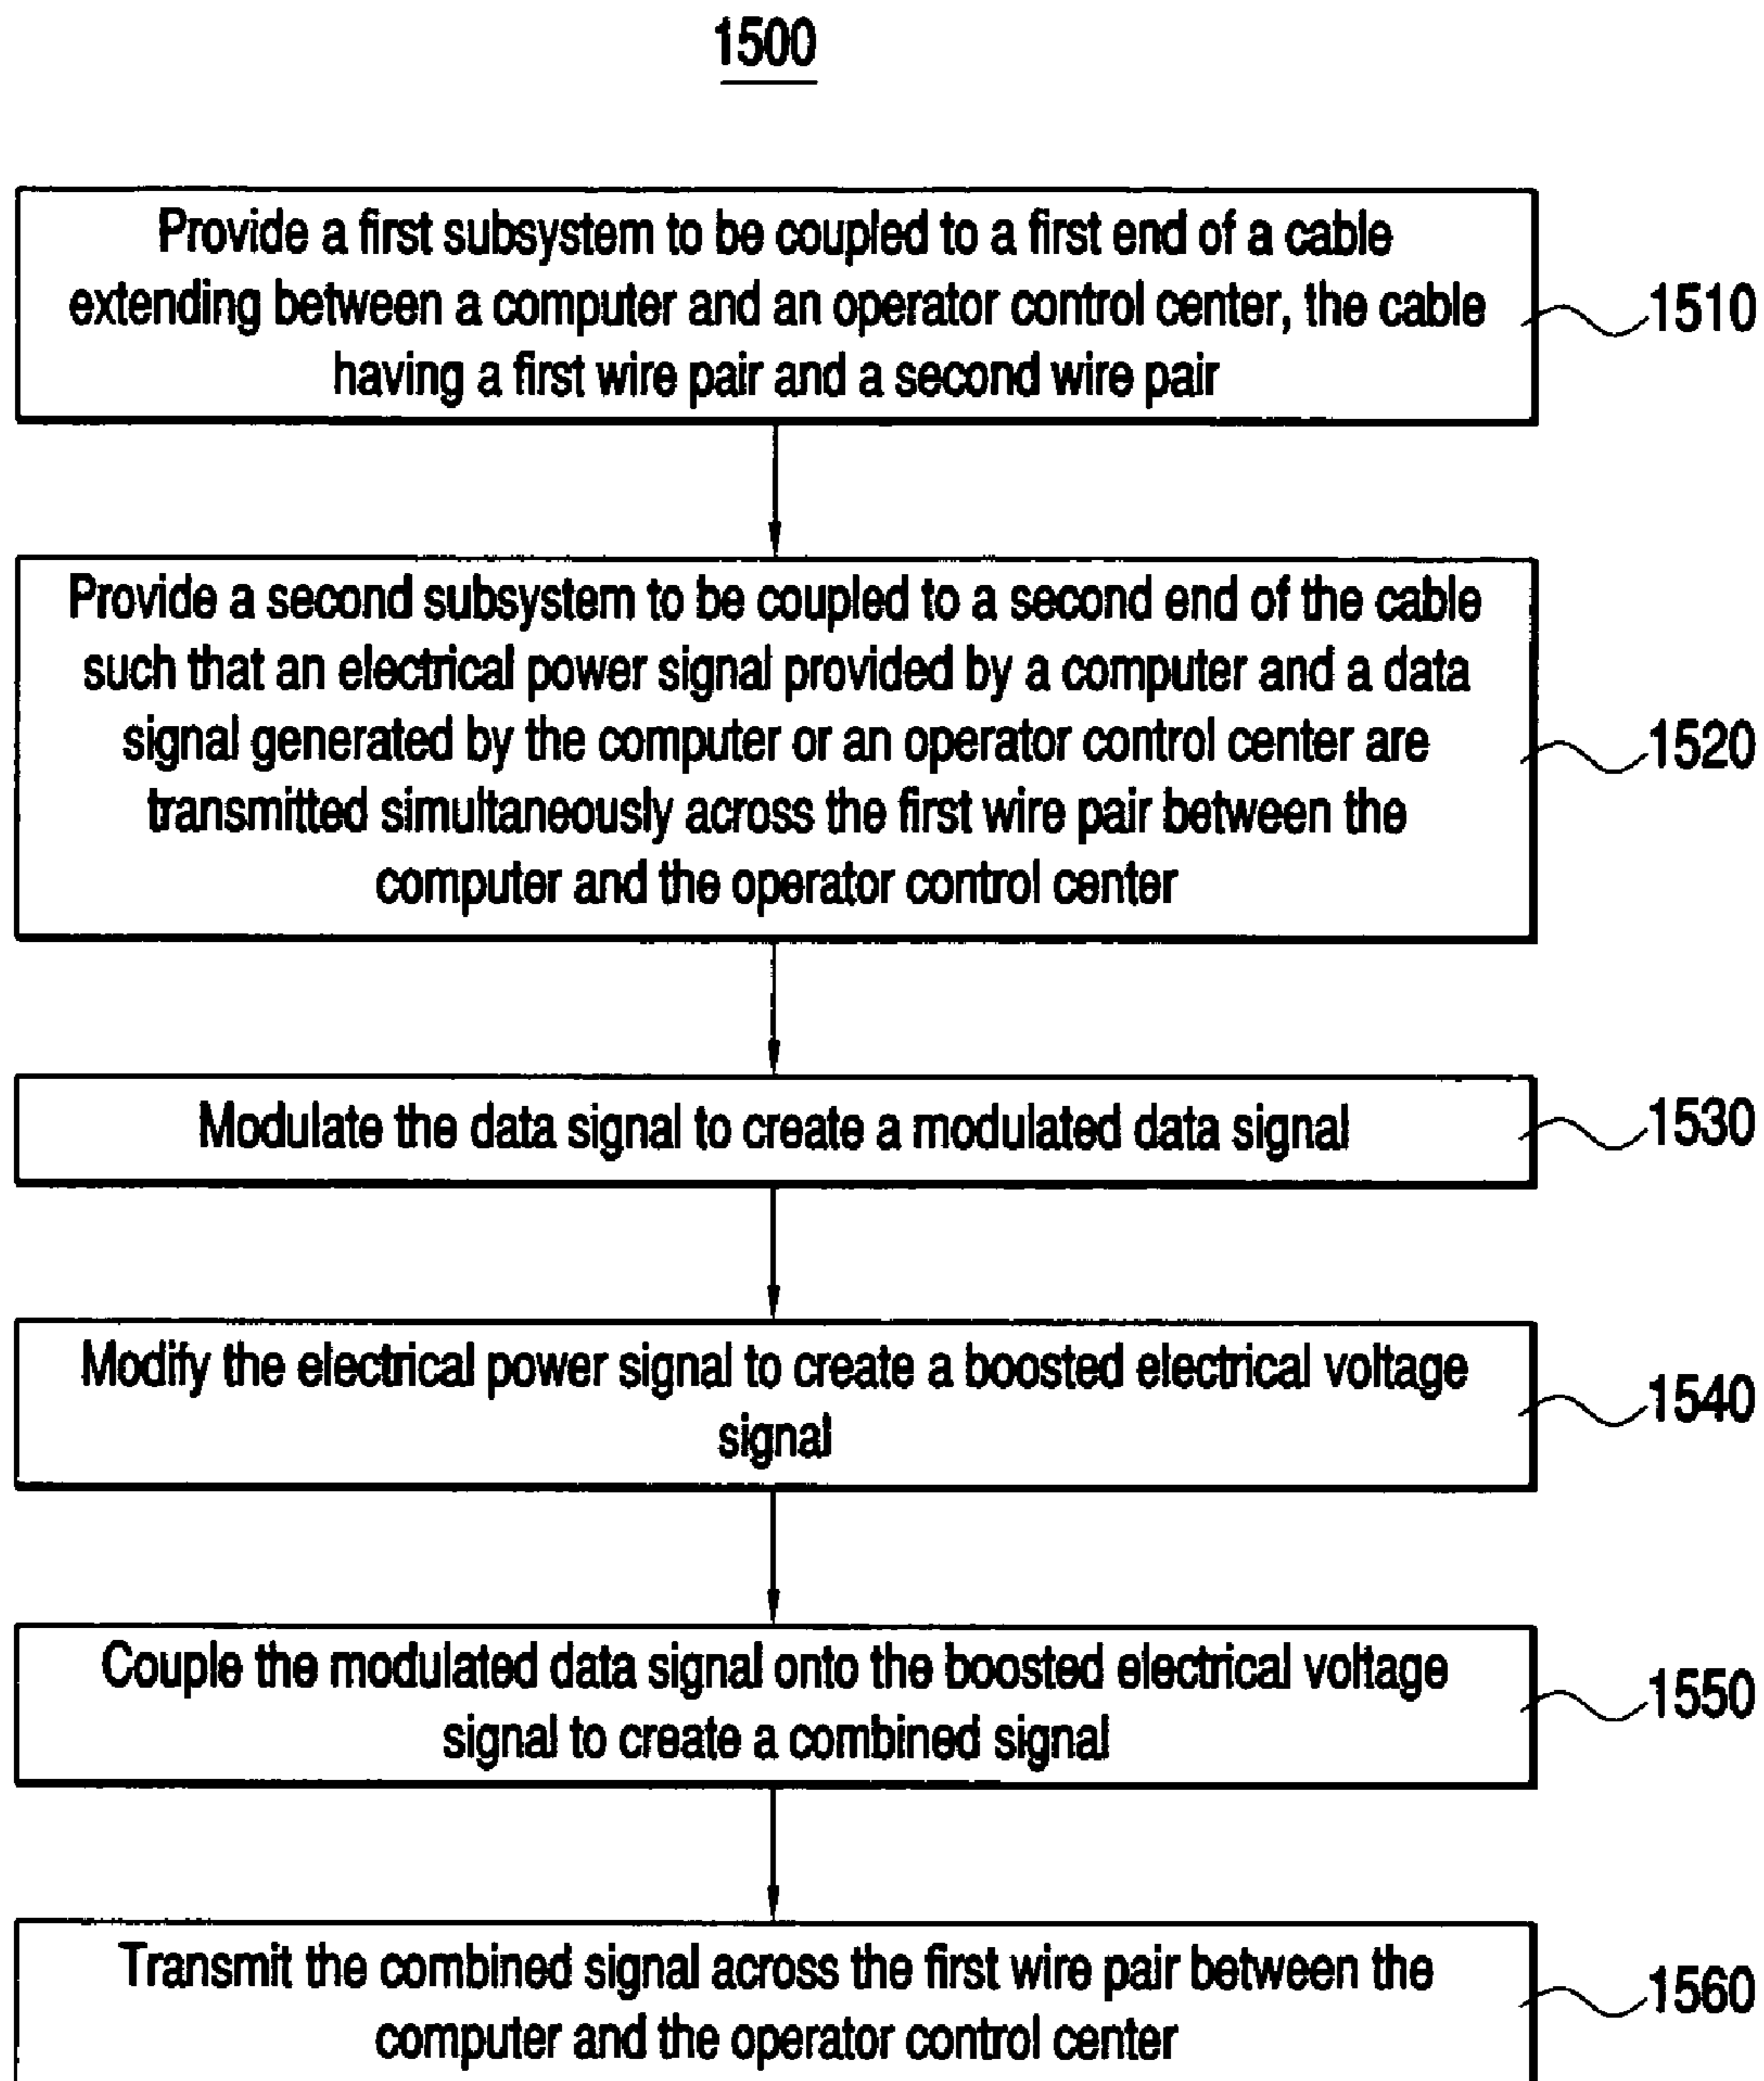 1500
Provide a first subsystem to be coupled to a first end of a cable
extending between a computer and an operator control center, the cable
having a first wire pair and a second wire pair
1510
Provide a second subsystem to be coupled to a second end of the cable
such that an electrical power signal provided by a computer and a data
signal generated by the computer or an operator control center are
transmitted simultaneously across the first wire pair between the
computer and the operator control center
1520
Modulate the data signal to create a modulated data signal
1530
Modify the electrical power signal to create a boosted electrical voltage
signal
1540
Couple the modulated data signal onto the boosted electrical voltage
signal to create a combined signal
1550
Transmit the combined signal across the first wire pair between the
computer and the operator control center
1560